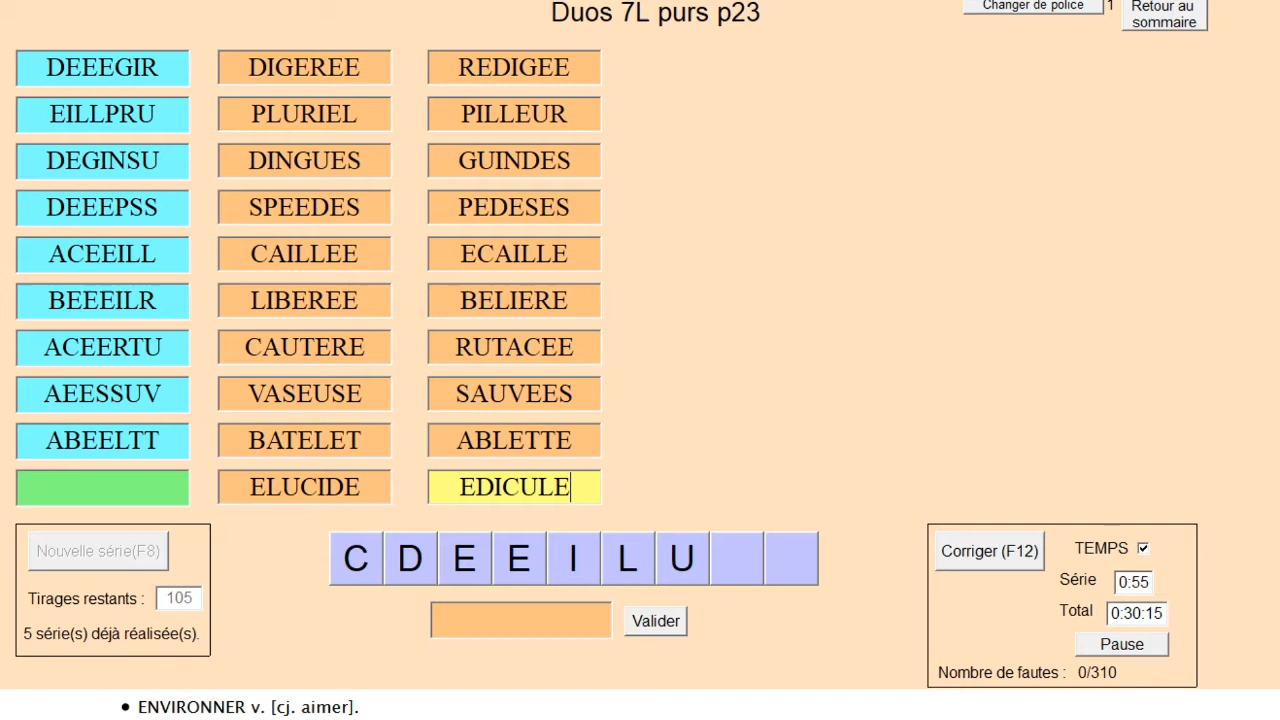 Duos 7L purs p23
Changer de police 1 Retour au sommaire
DEEEGIR DIGEREE REDIGEE
EILLPRU PLURIEL PILLEUR
DEGINSU DINGUES GUINDES
DEEEPSS SPEEDES PEDESES
ACEEILL CAILLEE ECAILLE
BEEEILR LIBEREE BELIERE
ACEERTU CAUTERE RUTACEE
AEESSUV VASEUSE SAUVEES
ABEELTT BATELET ABLETTE
ELUCIDE EDICULE
Nouvelle série(F8)
Tirages restants : 105
5 série(s) déjà réalisée(s).
C D E E I L U
Valider
Corriger (F12) TEMPS
Série 0:55
Total 0:30:15
Pause
Nombre de fautes : 0/310
• ENVIRONNER v. [cj. aimer].